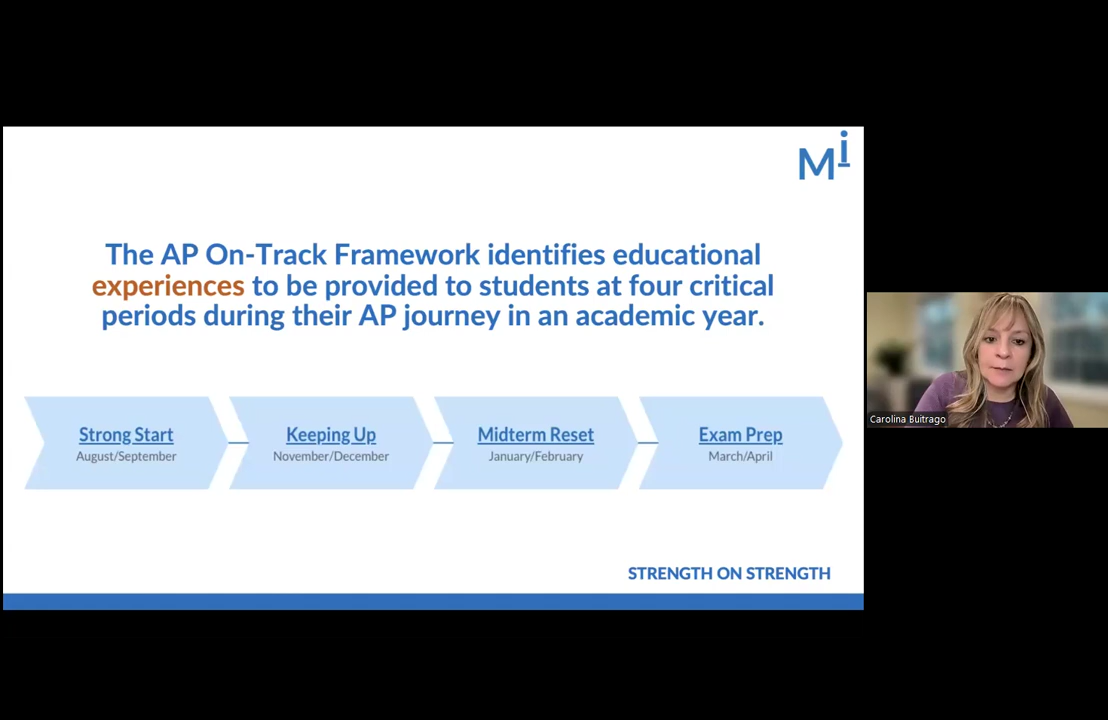 Mi
The AP On-Track Framework identifies educational
experiences to be provided to students at four critical
periods during their AP journey in an academic year.
Strong Start
August/September
Keeping Up
November/December
Midterm Reset
January/February
Exam Prep
March/April
STRENGTH ON STRENGTH
Carolina Buitrago